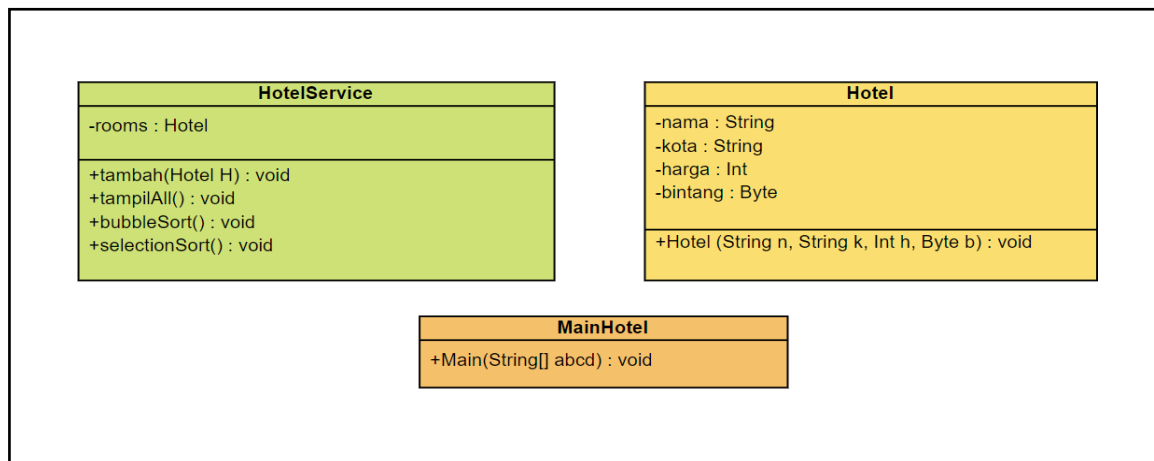 HotelService
-rooms : Hotel
+tambah(Hotel H) : void
+tampilAll() : void
+bubbleSort() : void
+selectionSort() : void
Hotel
-nama : String
-kota : String
-harga : Int
-bintang : Byte
+Hotel (String n, String k, Int h, Byte b) : void
MainHotel
+Main(String[] abcd) : void